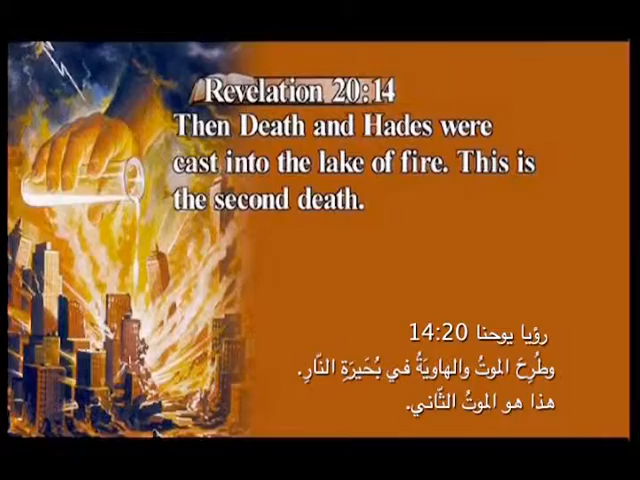 Revelation 20:14
Then Death and Hades were
cast into the lake of fire. This is
the second death.
رؤيا يوحنا 14:20
وطُرِحَ الموتُ والهاويَةُ في بُحَيرَةِ النّارِ.
هذا هو الموتُ الثّاني.